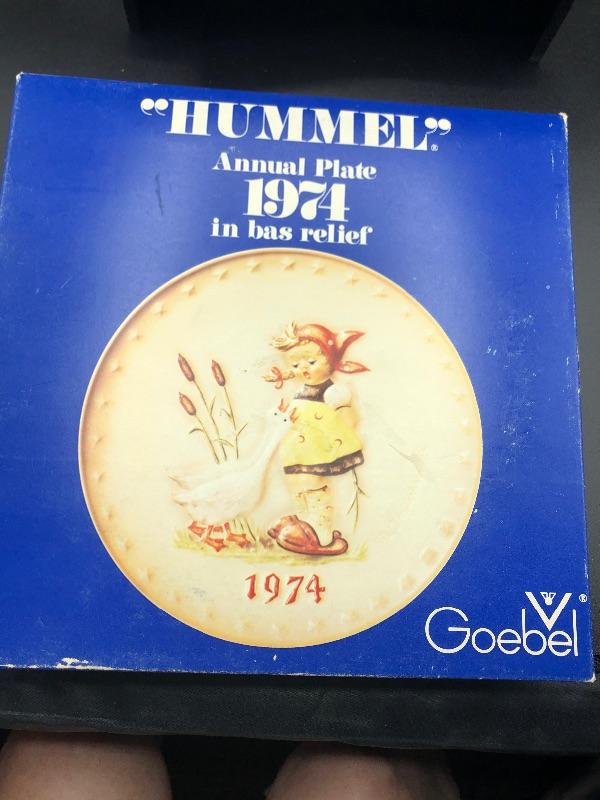 "HUMMEL"®
Annual Plate
1974
in bas relief
1974
Goebel®